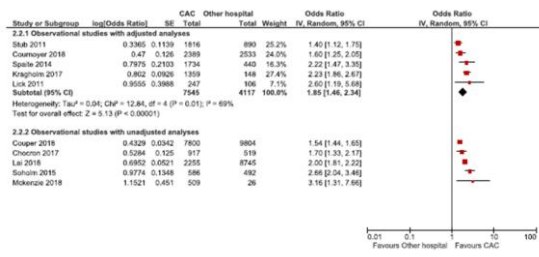 CAC Other hospital Odds Ratio Odds Ratio
Study or Subgroup log[Odds Ratio] SE Total Total Weight IV, Random, 95% CI IV, Random, 95% CI
2.2.1 Observational studies with adjusted analyses
Stub 2011 0.3365 0.1139 1816 890 25.2% 1.40 [1.12, 1.75]
Cournoyer 2018 0.47 0.126 2389 2533 24.0% 1.60 [1.25, 2.05]
Spaite 2014 0.7975 0.2103 1734 440 16.2% 2.22 [1.47, 3.35]
Kragholm 2017 0.802 0.0926 1359 148 27.4% 2.23 [1.86, 2.67]
Lick 2011 0.9555 0.3988 247 106 7.1% 2.60 [1.19, 5.68]
Subtotal (95% CI) 7545 4117 100.0% 1.85 [1.46, 2.34]
Heterogeneity: Tau² = 0.04; Chi² = 12.84, df = 4 (P = 0.01); I² = 69%
Test for overall effect: Z = 5.13 (P < 0.00001)
2.2.2 Observational studies with unadjusted analyses
Couper 2018 0.4329 0.0342 7800 9804 1.54 [1.44, 1.65]
Chocron 2017 0.5284 0.125 917 519 1.70 [1.33, 2.17]
Lai 2018 0.6952 0.0521 2255 8745 2.00 [1.81, 2.22]
Soholm 2015 0.9774 0.1348 586 492 2.66 [2.04, 3.46]
Mckenzie 2018 1.1521 0.451 509 26 3.16 [1.31, 7.66]
0.01 0.1 1 10 100
Favours Other hospital Favours CAC